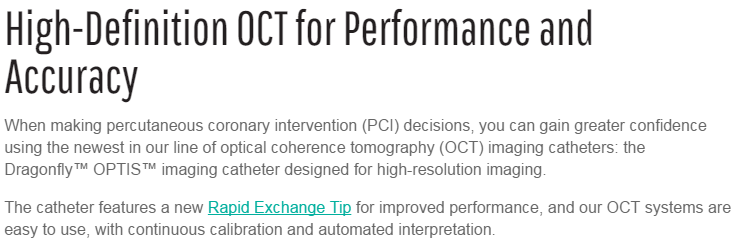 High-Definition OCT for Performance and
Accuracy
When making percutaneous coronary intervention (PCI) decisions, you can gain greater confidence
using the newest in our line of optical coherence tomography (OCT) imaging catheters: the
Dragonfly™ OPTIS™ imaging catheter designed for high-resolution imaging.
The catheter features a new Rapid Exchange Tip for improved performance, and our OCT systems are
easy to use, with continuous calibration and automated interpretation.